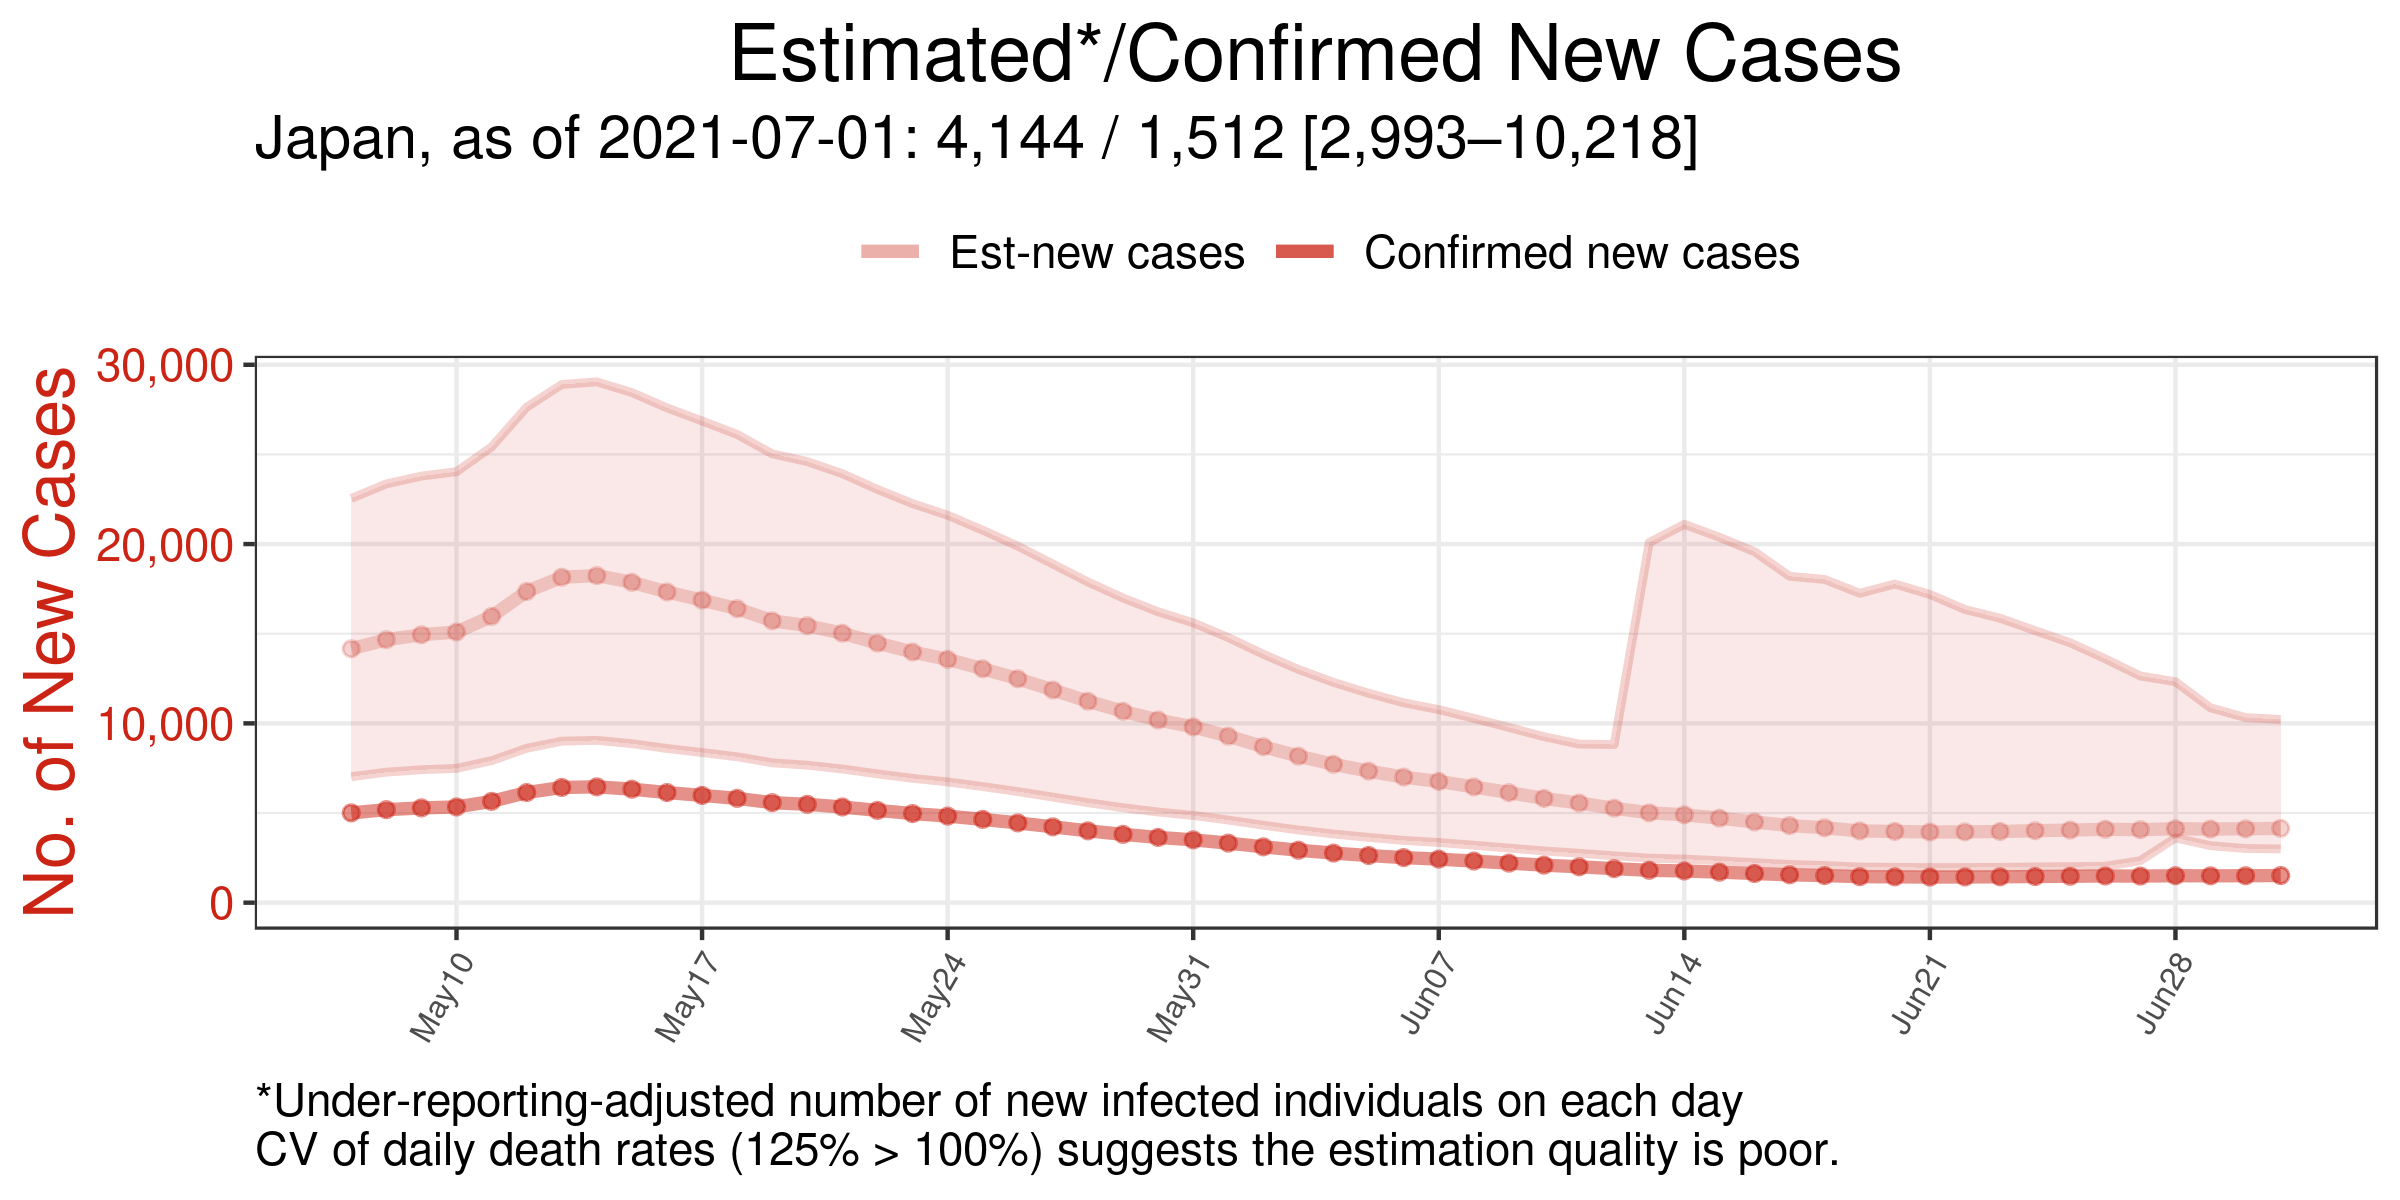 Estimated*/Confirmed New Cases
Japan, as of 2021-07-01: 4,144 / 1,512 [2,993–10,218]
Est-new cases
Confirmed new cases
No. of New Cases
30,000
20,000
10,000
0
May10
May17
May24
May31
Jun07
Jun14
Jun21
Jun28
*Under-reporting-adjusted number of new infected individuals on each day
CV of daily death rates (125% > 100%) suggests the estimation quality is poor.